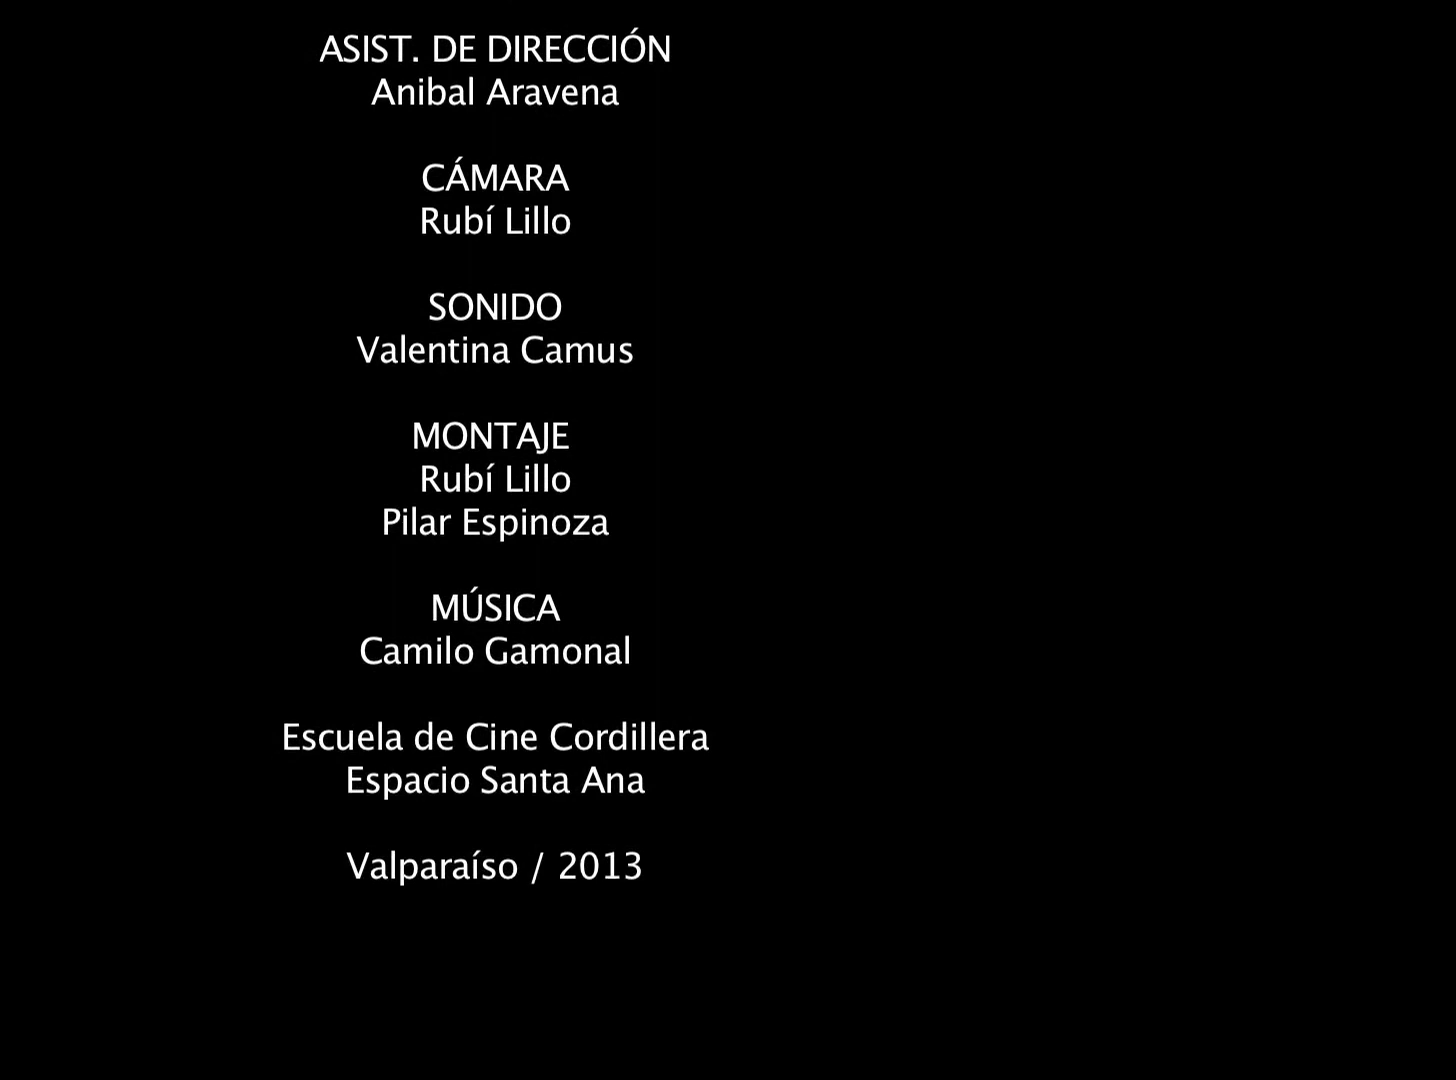 ASIST. DE DIRECCIÓN
Anibal Aravena
CÁMARA
Rubí Lillo
SONIDO
Valentina Camus
MONTAJE
Rubí Lillo
Pilar Espinoza
MÚSICA
Camilo Gamonal
Escuela de Cine Cordillera
Espacio Santa Ana
Valparaíso / 2013